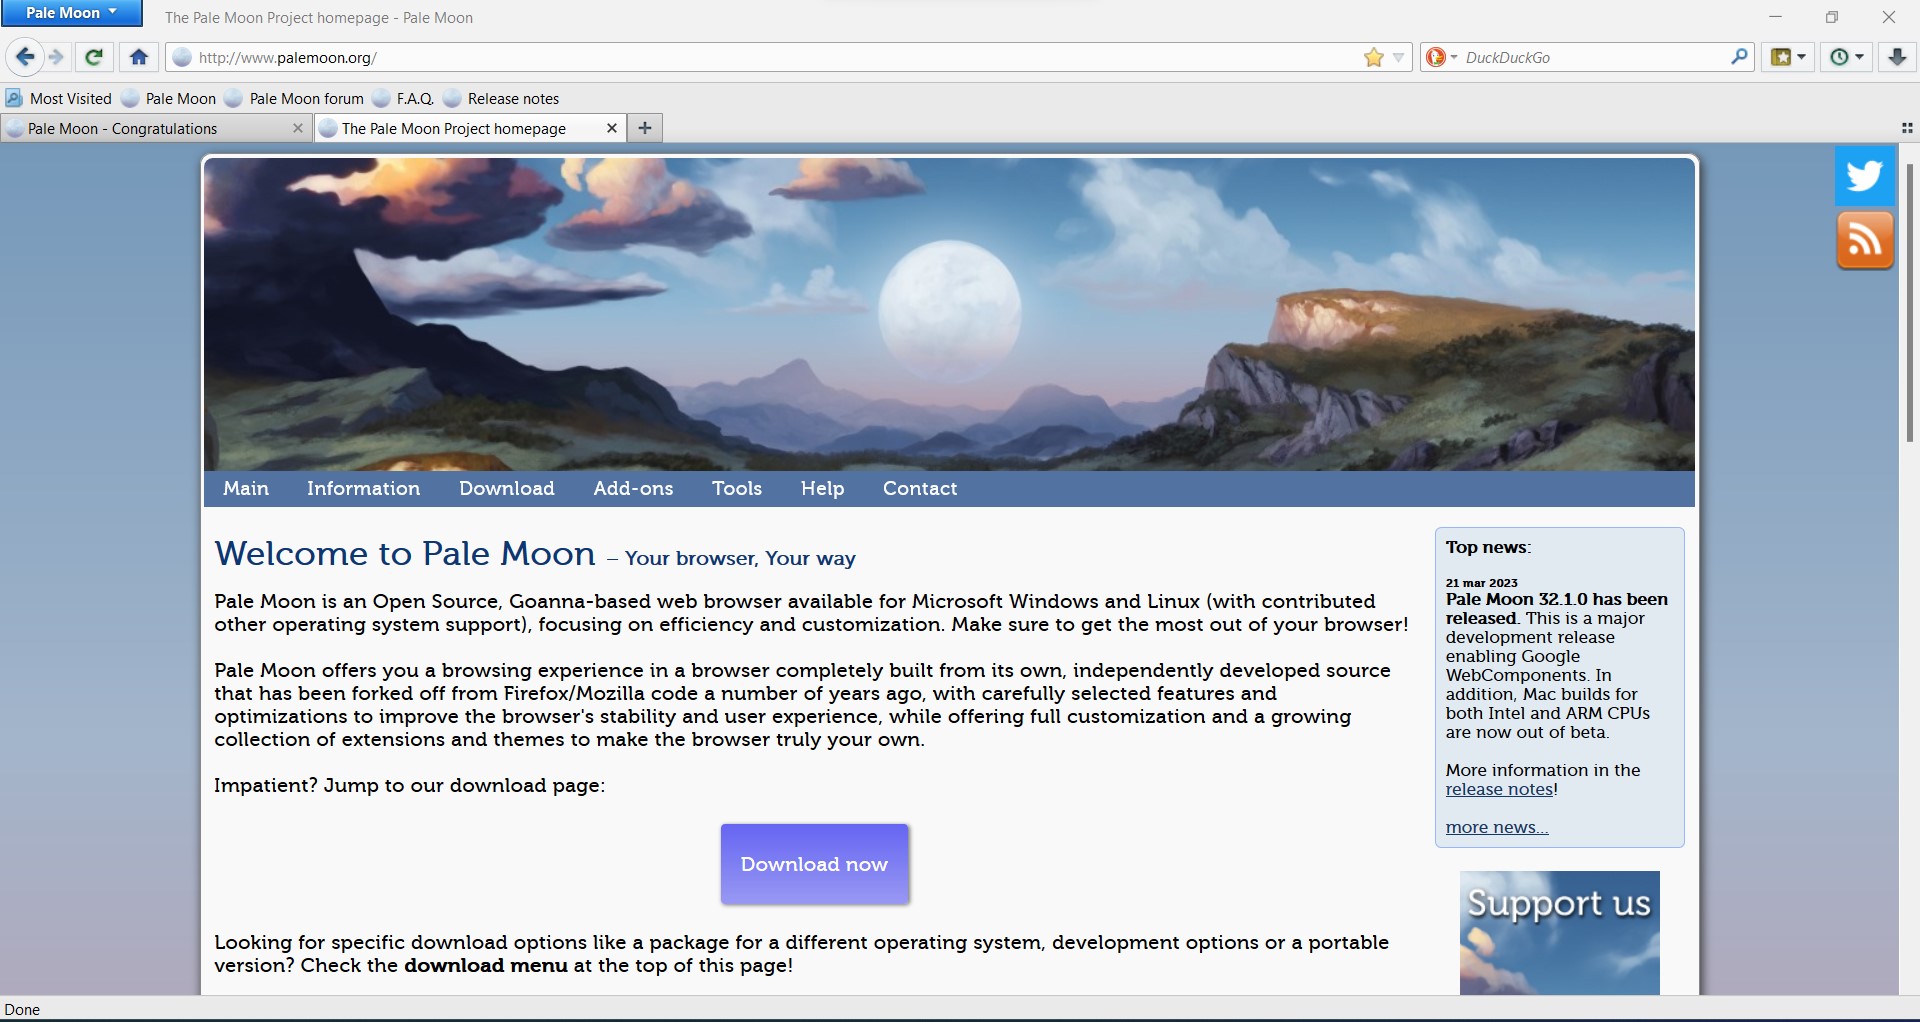 Pale Moon
The Pale Moon Project homepage - Pale Moon
http://www.palemoon.org/
DuckDuckGo
Most Visited
Pale Moon
Pale Moon forum
F.A.Q.
Release notes
Pale Moon - Congratulations
The Pale Moon Project homepage
Main
Information
Download
Add-ons
Tools
Help
Contact
Welcome to Pale Moon – Your browser, Your way
Pale Moon is an Open Source, Goanna-based web browser available for Microsoft Windows and Linux (with contributed
other operating system support), focusing on efficiency and customization. Make sure to get the most out of your browser!
Pale Moon offers you a browsing experience in a browser completely built from its own, independently developed source
that has been forked off from Firefox/Mozilla code a number of years ago, with carefully selected features and
optimizations to improve the browser's stability and user experience, while offering full customization and a growing
collection of extensions and themes to make the browser truly your own.
Impatient? Jump to our download page:
Download now
Looking for specific download options like a package for a different operating system, development options or a portable
version? Check the download menu at the top of this page!
Top news:
21 mar 2023
Pale Moon 32.1.0 has been
released. This is a major
development release
enabling Google
WebComponents. In
addition, Mac builds for
both Intel and ARM CPUs
are now out of beta.
More information in the
release notes!
more news...
Support us
Done